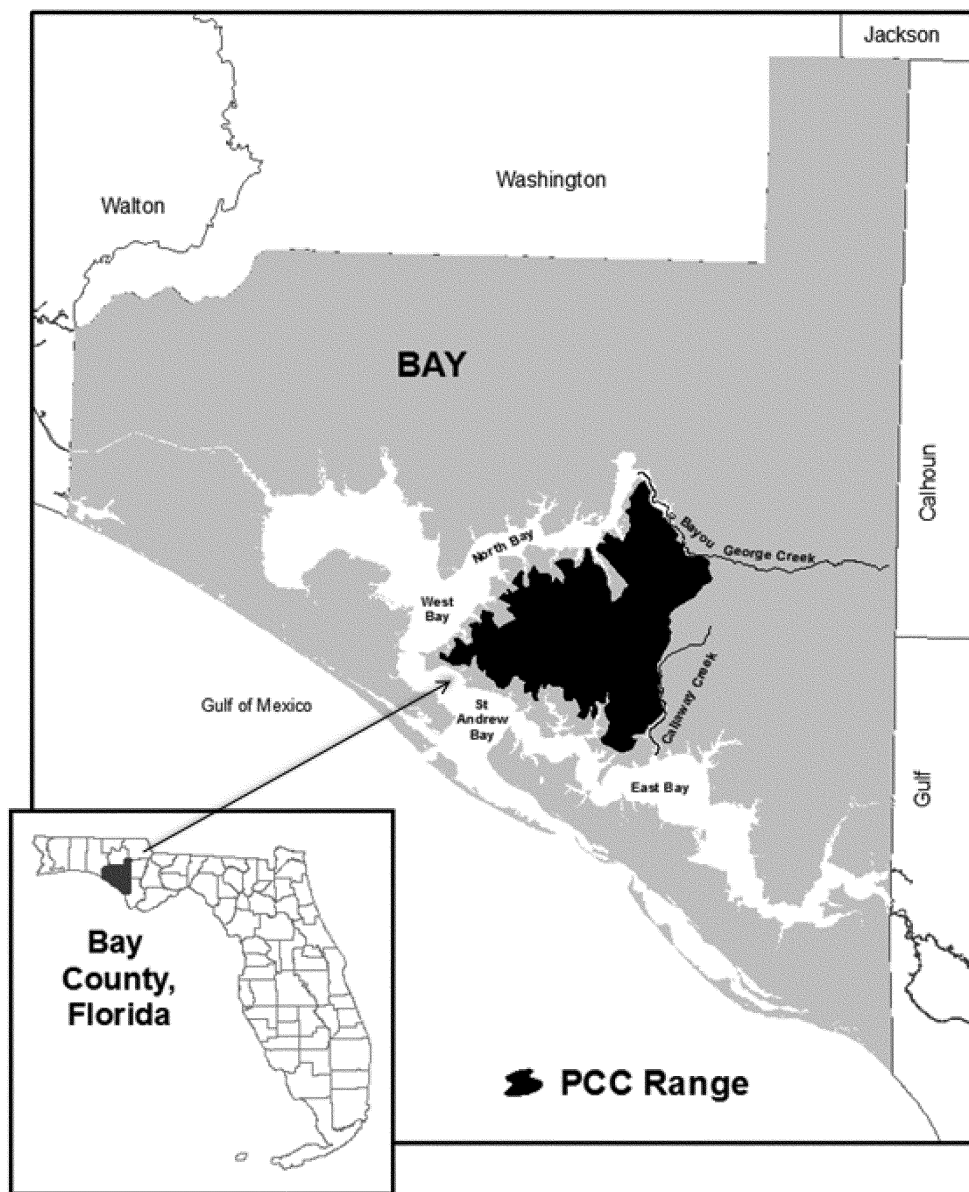 Jackson
Washington
Walton
BAY
Calhoun
North Bay
Bayou George Creek
West
Bay
Callaway Creek
Gulf of Mexico
St
Andrew
Bay
East Bay
Gulf
Bay
County,
Florida
PCC Range